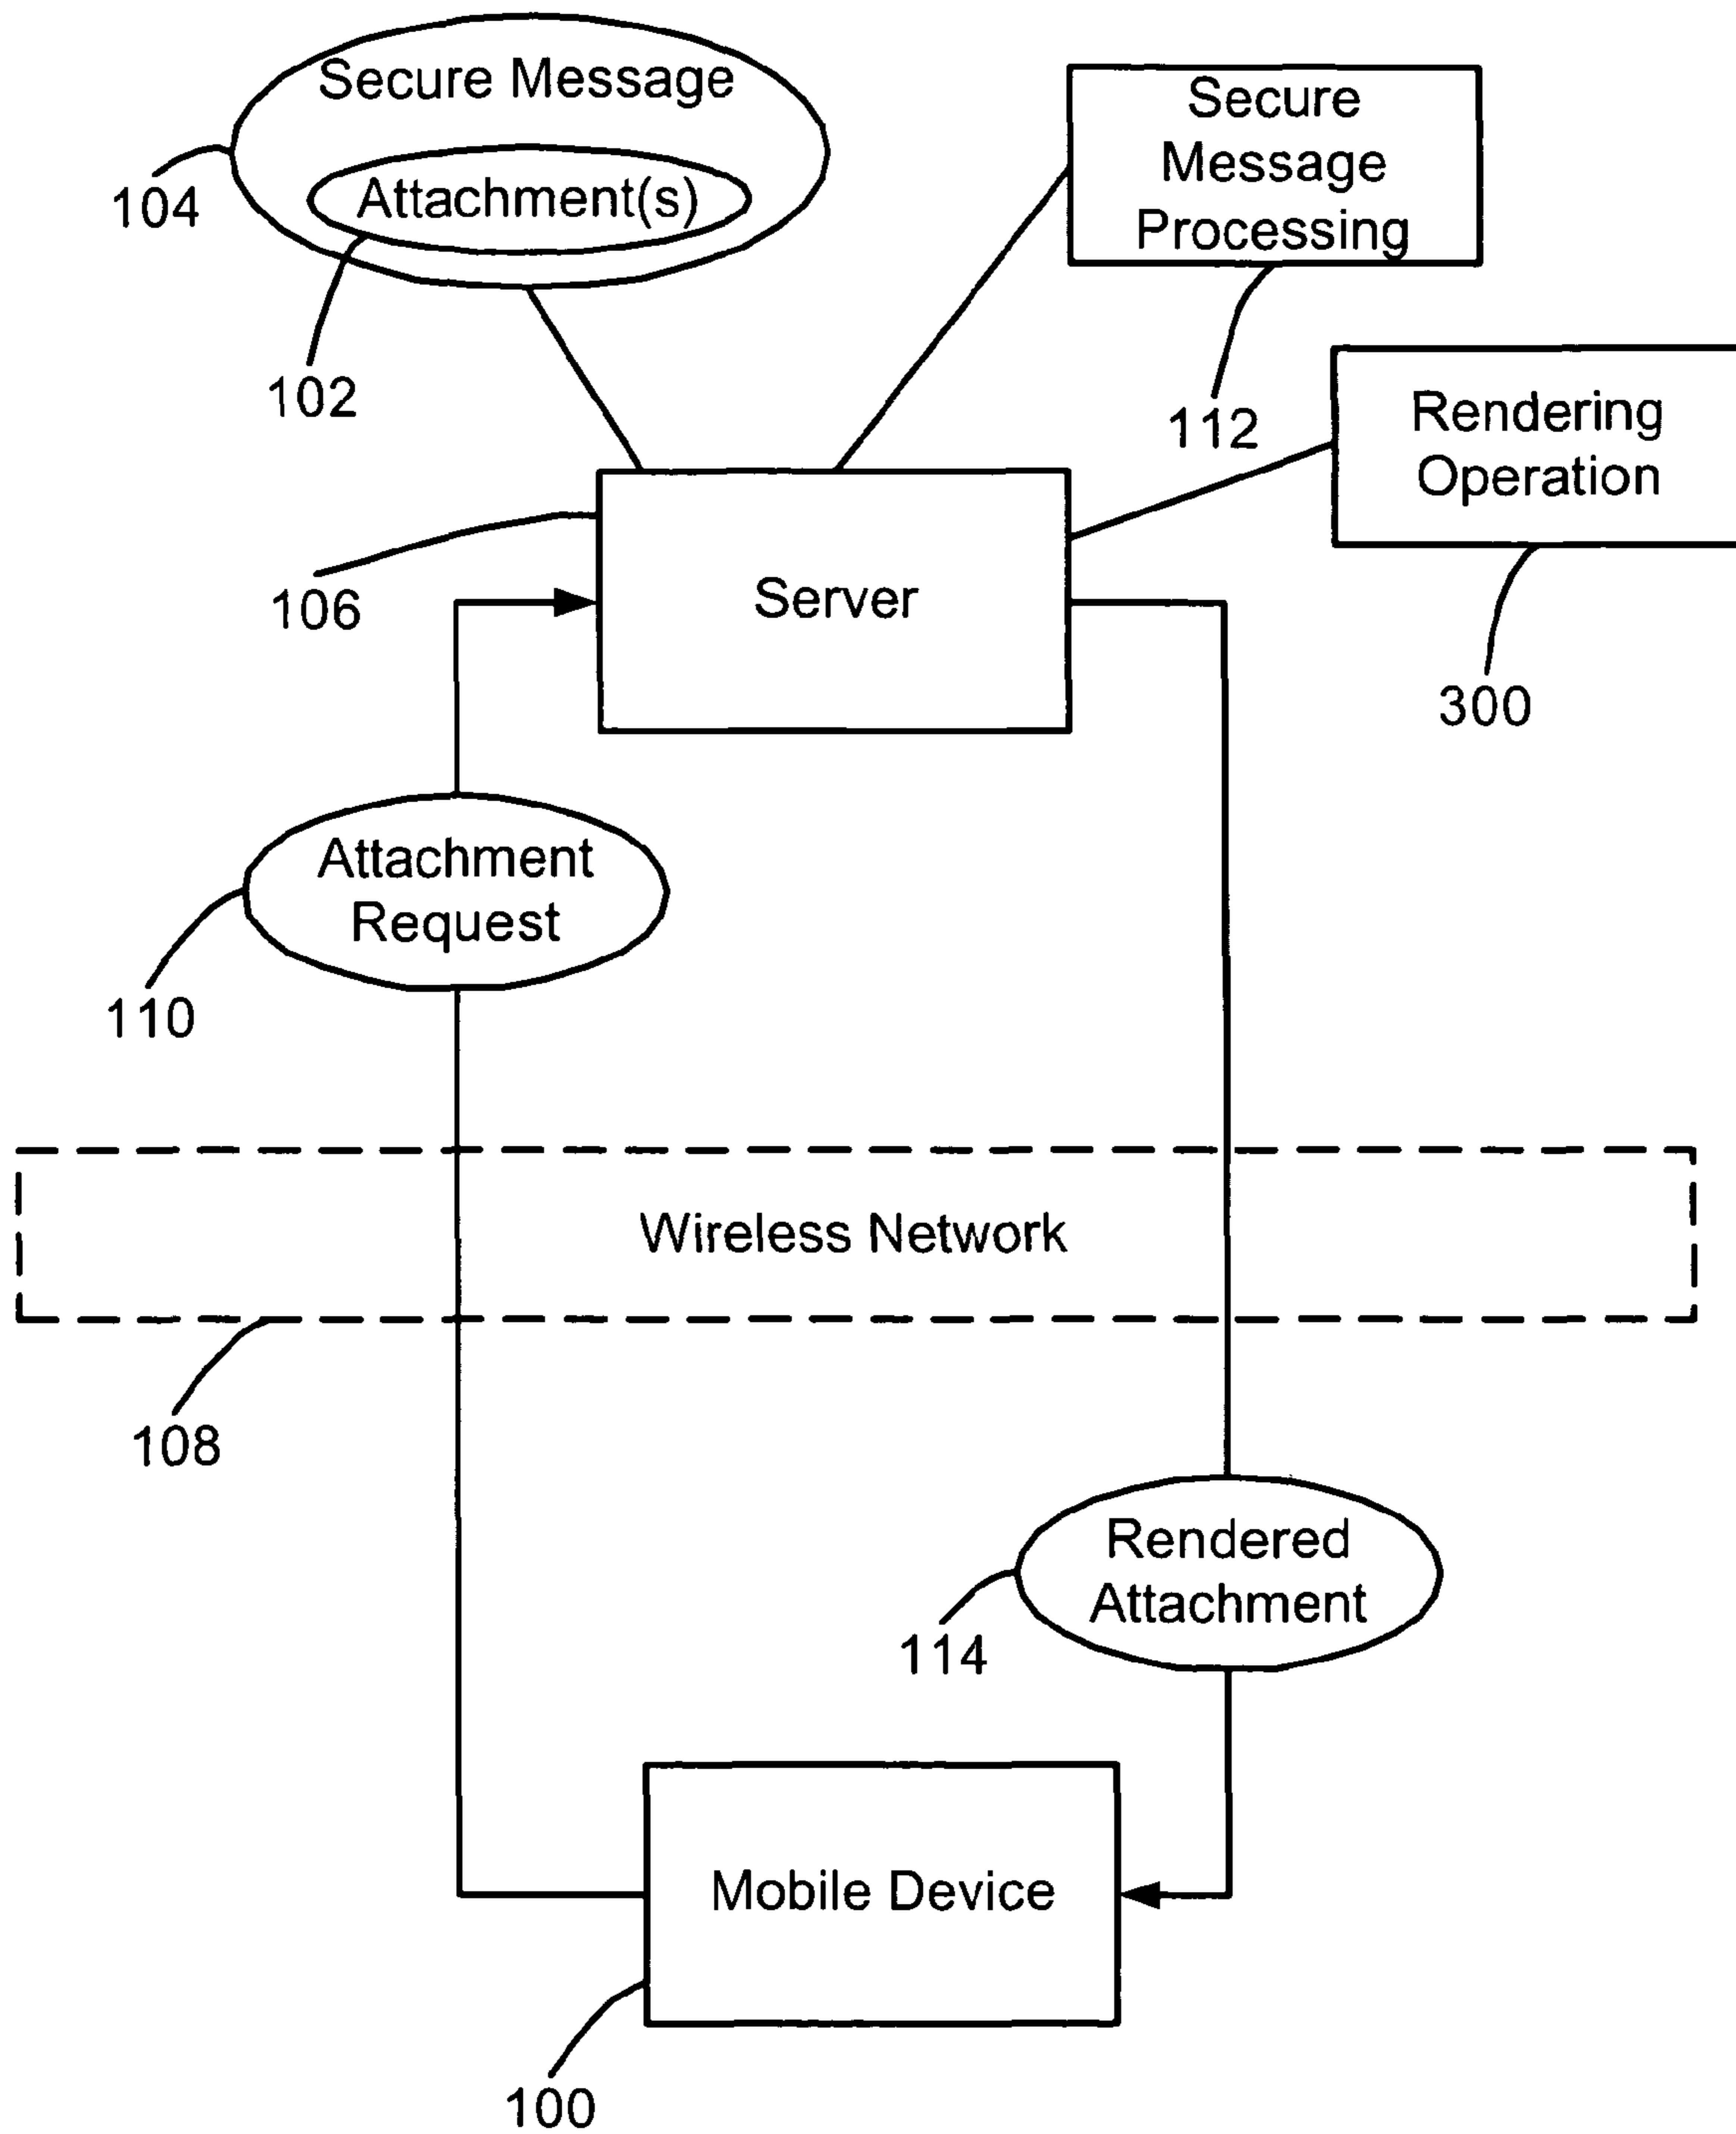 Secure Message
Attachment(s)
104
102
Secure
Message
Processing
112
Rendering
Operation
300
106
Server
Attachment
Request
110
Wireless Network
108
Rendered
Attachment
114
Mobile Device
100